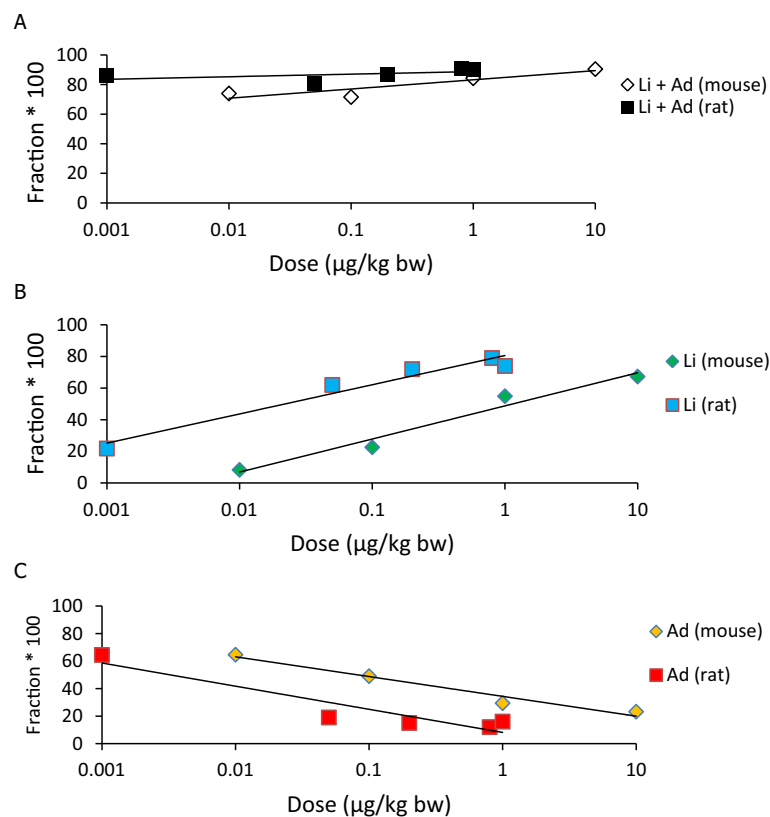 A
Fraction * 100
100
80
60
40
20
0
0.001 0.01 0.1 1 10
Dose (µg/kg bw)
Li + Ad (mouse)
Li + Ad (rat)
B
Fraction * 100
100
80
60
40
20
0
0.001 0.01 0.1 1 10
Dose (µg/kg bw)
Li (mouse)
Li (rat)
C
Fraction * 100
100
80
60
40
20
0
0.001 0.01 0.1 1 10
Dose (µg/kg bw)
Ad (mouse)
Ad (rat)